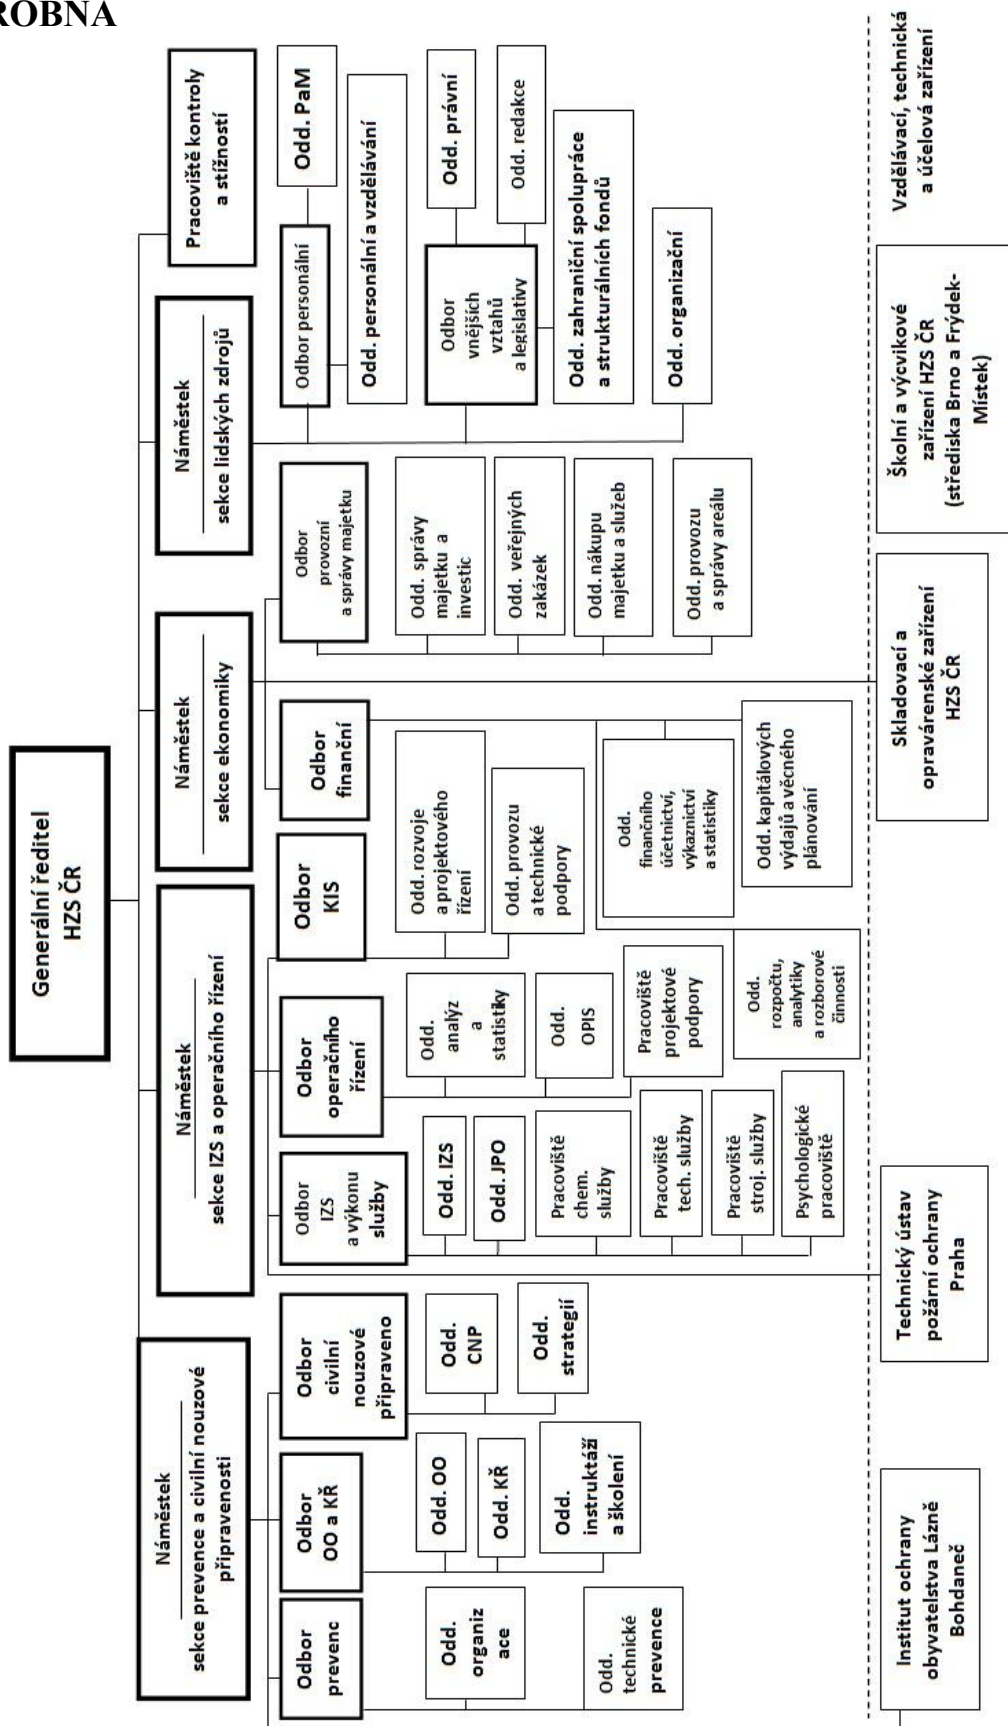 ROBNA
Generální ředitel
HZS ČR
Náměstek
sekce prevence a civilní nouzové
připravenosti
Náměstek
sekce IZS a operačního řízení
Náměstek
sekce ekonomiky
Náměstek
sekce lidských zdrojů
Pracoviště kontroly
a stížností
Odbor
prevenc
Odd.
organiz
ace
Odd.
technické
prevence
Odbor
OO a KŘ
Odd. OO
Odd. KŘ
Odd.
instruktáží
a školení
Odbor
civilní
nouzové
připraveno
Odd.
CNP
Odd.
strategií
Odbor
IZS
a výkonu
služby
Odd. IZS
Odd. JPO
Pracoviště
chem.
služby
Pracoviště
tech. služby
Pracoviště
stroj. služby
Psychologické
pracoviště
Odbor
operačního
řízení
Odd.
analýz
a
statistiky
Odd.
OPIS
Pracoviště
projektové
podpory
Odbor
KIS
Odd. rozvoje
a projektového
řízení
Odd. provozu
a technické
podpory
Odbor
finanční
Odd.
finančního
účetnictví,
výkaznictví
a statistiky
Odd. kapitálových
výdajů a věcného
plánování
Odd.
rozpočtu,
analytiky
a rozborové
činnosti
Odbor
provozní
a správy majetku
Odd. správy
majetku a
investic
Odd. veřejných
zakázek
Odd. nákupu
majetku a služeb
Odd. provozu
a správy areálu
Odbor personální
Odd. PaM
Odd. personální a vzdělávání
Odbor
vnějších
vztahů
a legislativy
Odd. právní
Odd. redakce
Odd. zahraniční spolupráce
a strukturálních fondů
Odd. organizační
Institut ochrany
obyvatelstva Lázně
Bohdaneč
Technický ústav
požární ochrany
Praha
Skladovací a
opravárenské zařízení
HZS ČR
Školní a výcvikové
zařízení HZS ČR
(střediska Brno a Frýdek-
Místek)
Vzdělávací, technická
a účelová zařízení